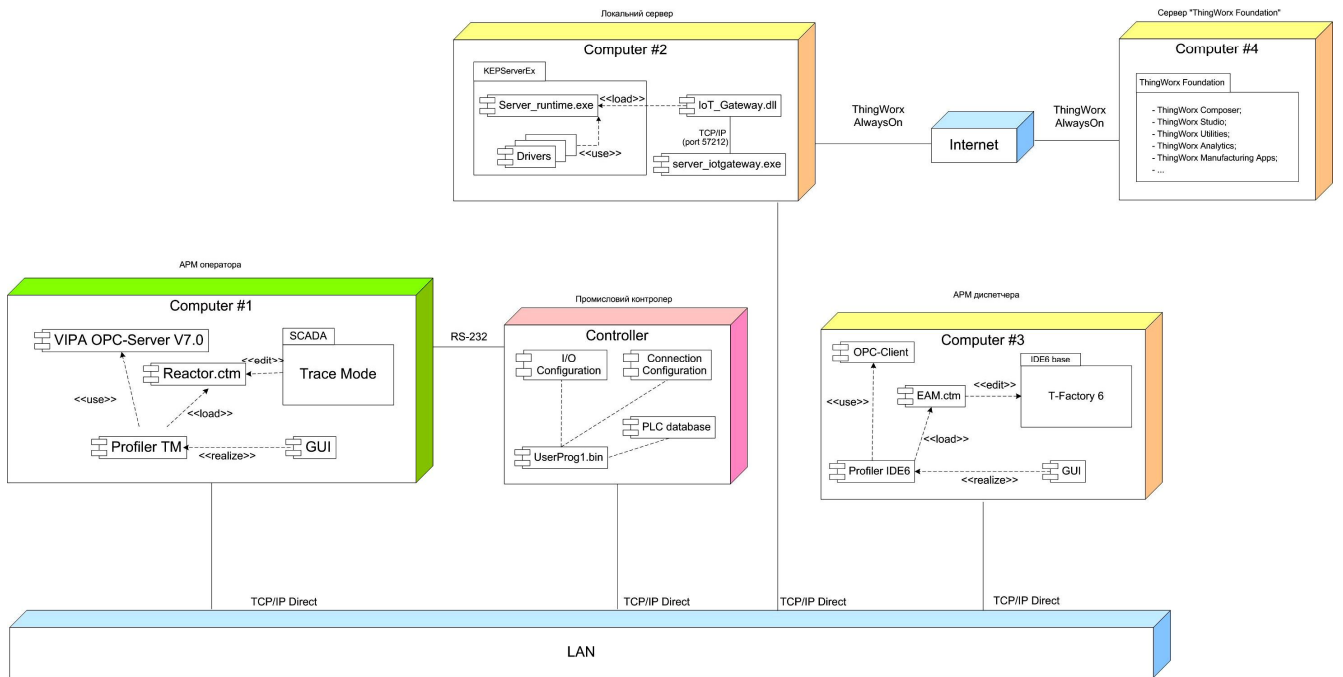 Локальний сервер
Computer #2
KEPServerEx
Server_runtime.exe
<<load>>
IoT_Gateway.dll
Drivers
<<use>>
TCP/IP
(port 57212)
server_iotgateway.exe
ThingWorx
AlwaysOn
Internet
ThingWorx
AlwaysOn
Сервер "ThingWorx Foundation"
Computer #4
ThingWorx Foundation
- ThingWorx Composer;
- ThingWorx Studio;
- ThingWorx Utilities;
- ThingWorx Analytics;
- ThingWorx Manufacturing Apps;
- ...
АРМ оператора
Computer #1
VIPA OPC-Server V7.0
SCADA
<<edit>>
Reactor.ctm
Trace Mode
<<use>>
<<load>>
Profiler TM
<<realize>>
GUI
RS-232
Промисловий контролер
Controller
I/O
Configuration
Connection
Configuration
PLC database
UserProg1.bin
АРМ диспетчера
Computer #3
OPC-Client
IDE6 base
<<edit>>
EAM.ctm
T-Factory 6
<<use>>
<<load>>
Profiler IDE6
<<realize>>
GUI
TCP/IP Direct
TCP/IP Direct
TCP/IP Direct
TCP/IP Direct
LAN